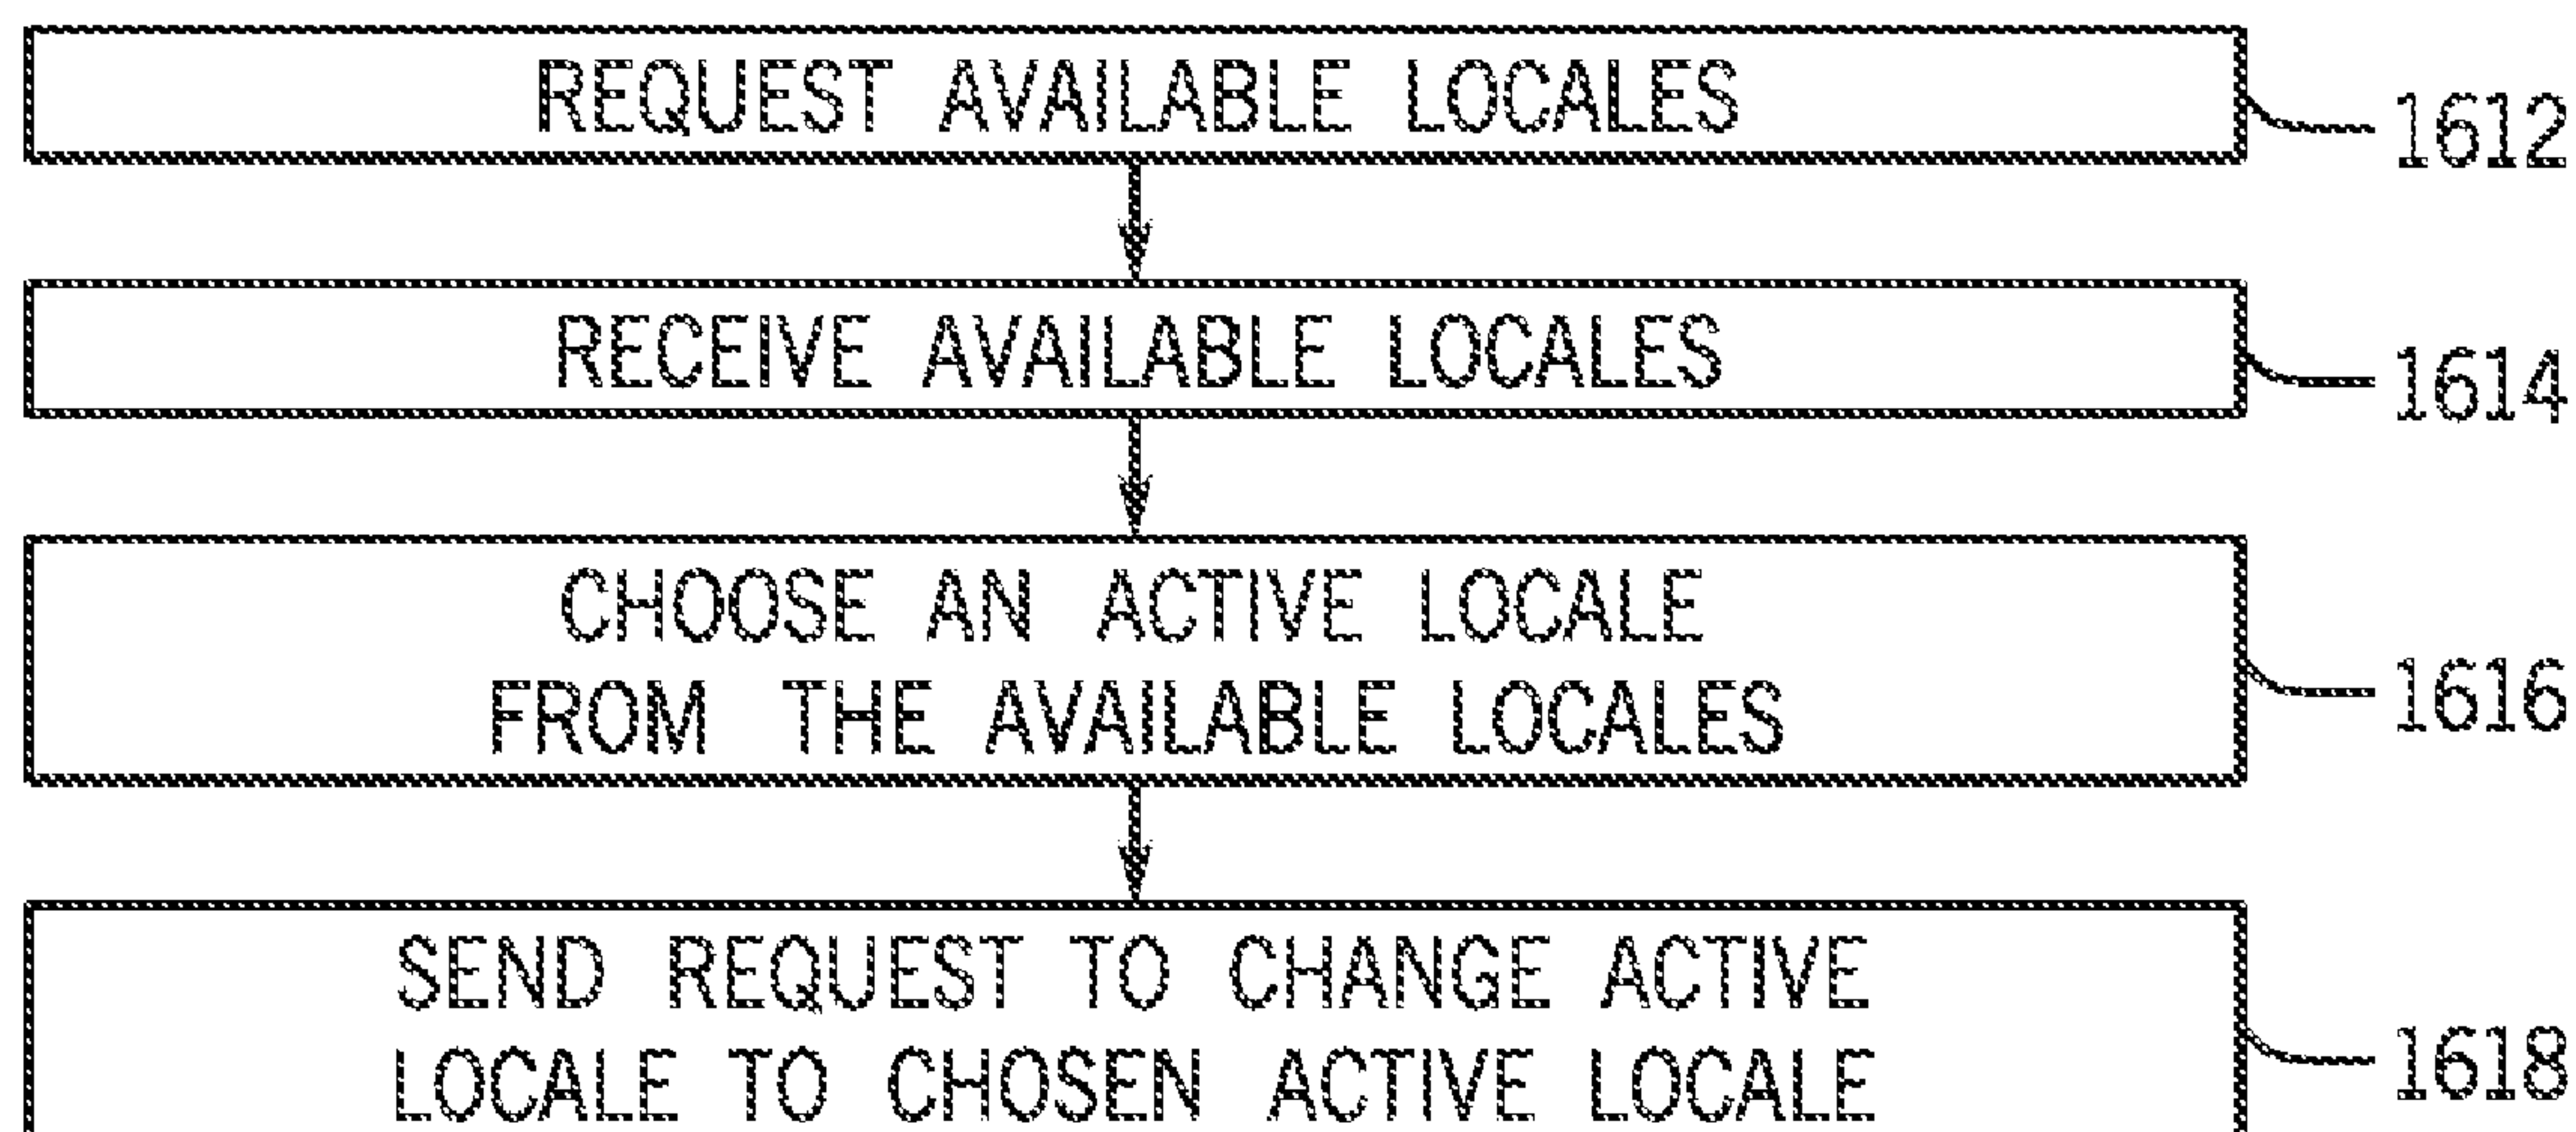 REQUEST AVAILABLE LOCALES
1612
RECEIVE AVAILABLE LOCALES
1614
CHOOSE AN ACTIVE LOCALE
FROM THE AVAILABLE LOCALES
1616
SEND REQUEST TO CHANGE ACTIVE
LOCALE TO CHOSEN ACTIVE LOCALE
1618